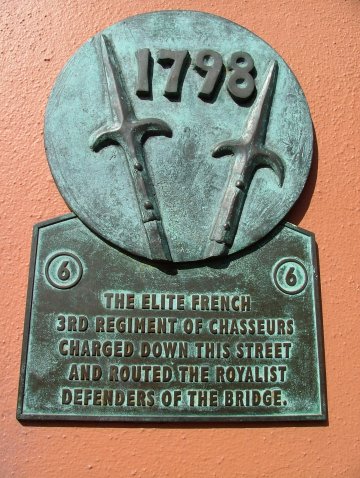 1798
6 6
THE ELITE FRENCH
3RD REGIMENT OF CHASSEURS
CHARGED DOWN THIS STREET
AND ROUTED THE ROYALIST
DEFENDERS OF THE BRIDGE.